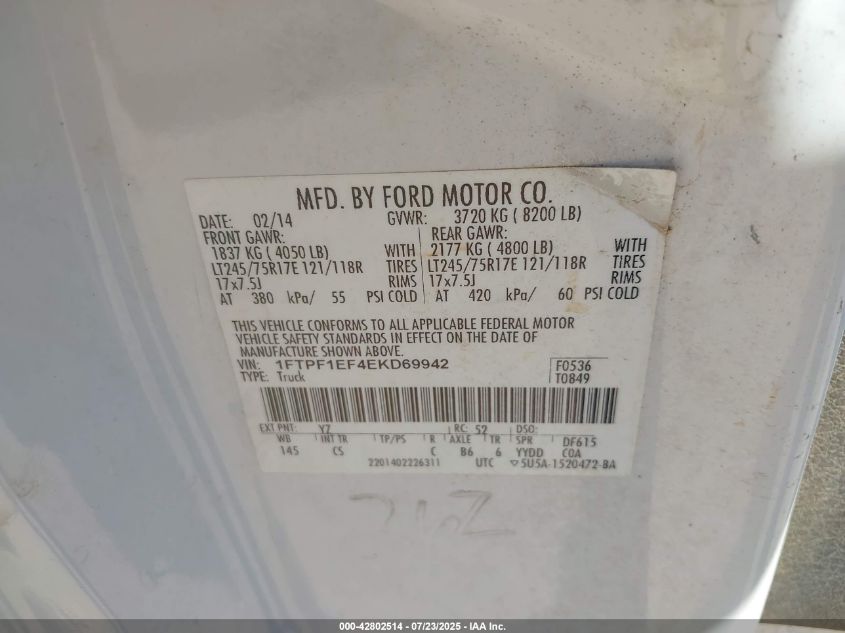 MFD. BY FORD MOTOR CO.
DATE: 02/14 GVWR: 3720 KG ( 8200 LB)
FRONT GAWR: REAR GAWR:
1837 KG ( 4050 LB) WITH 2177 KG ( 4800 LB) WITH
LT245/75R17E 121/118R TIRES LT245/75R17E 121/118R TIRES
17x7.5J RIMS 17x7.5J RIMS
AT 380 kPa/ 55 PSI COLD AT 420 kPa/ 60 PSI COLD
THIS VEHICLE CONFORMS TO ALL APPLICABLE FEDERAL MOTOR
VEHICLE SAFETY STANDARDS IN EFFECT ON THE DATE OF
MANUFACTURE SHOWN ABOVE.
VIN: 1FTPF1EF4EKD69942 F0536
TYPE: Truck T0849
EXT PNT: YZ RC: 52 DSO:
WB INT TR TP/PS R AXLE TR SPR DF615
145 CS C B6 6 YYDD COA
2201402226311 UTC ▽5U5A-1520472-BA
000-42802514 - 07/23/2025 - IAA Inc.